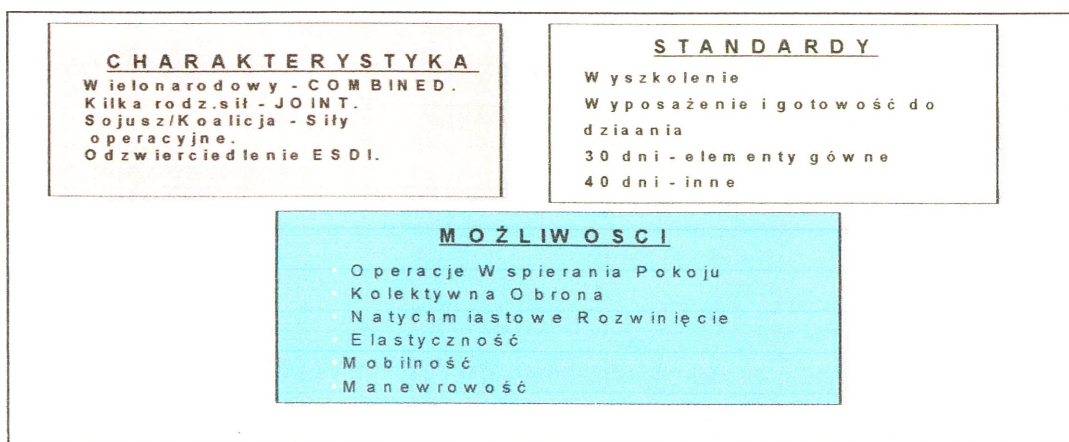 CHARAKTERYSTYKA
Wielonarodowy - COMBINED.
Kilka rodz.sił - JOINT.
Sojusz/Koalicja - Siły
operacyjne.
Odzwierciedlenie ESDI.
STANDARDY
Wyszkolenie
Wyposażenie i gotowość do
dziaania
30 dni - elementy gówne
40 dni - inne
MOŻLIWOSCI
Operacje Wspierania Pokoju
Kolektywna Obrona
Natychmiastowe Rozwinięcie
Elastyczność
Mobilność
Manewrowość